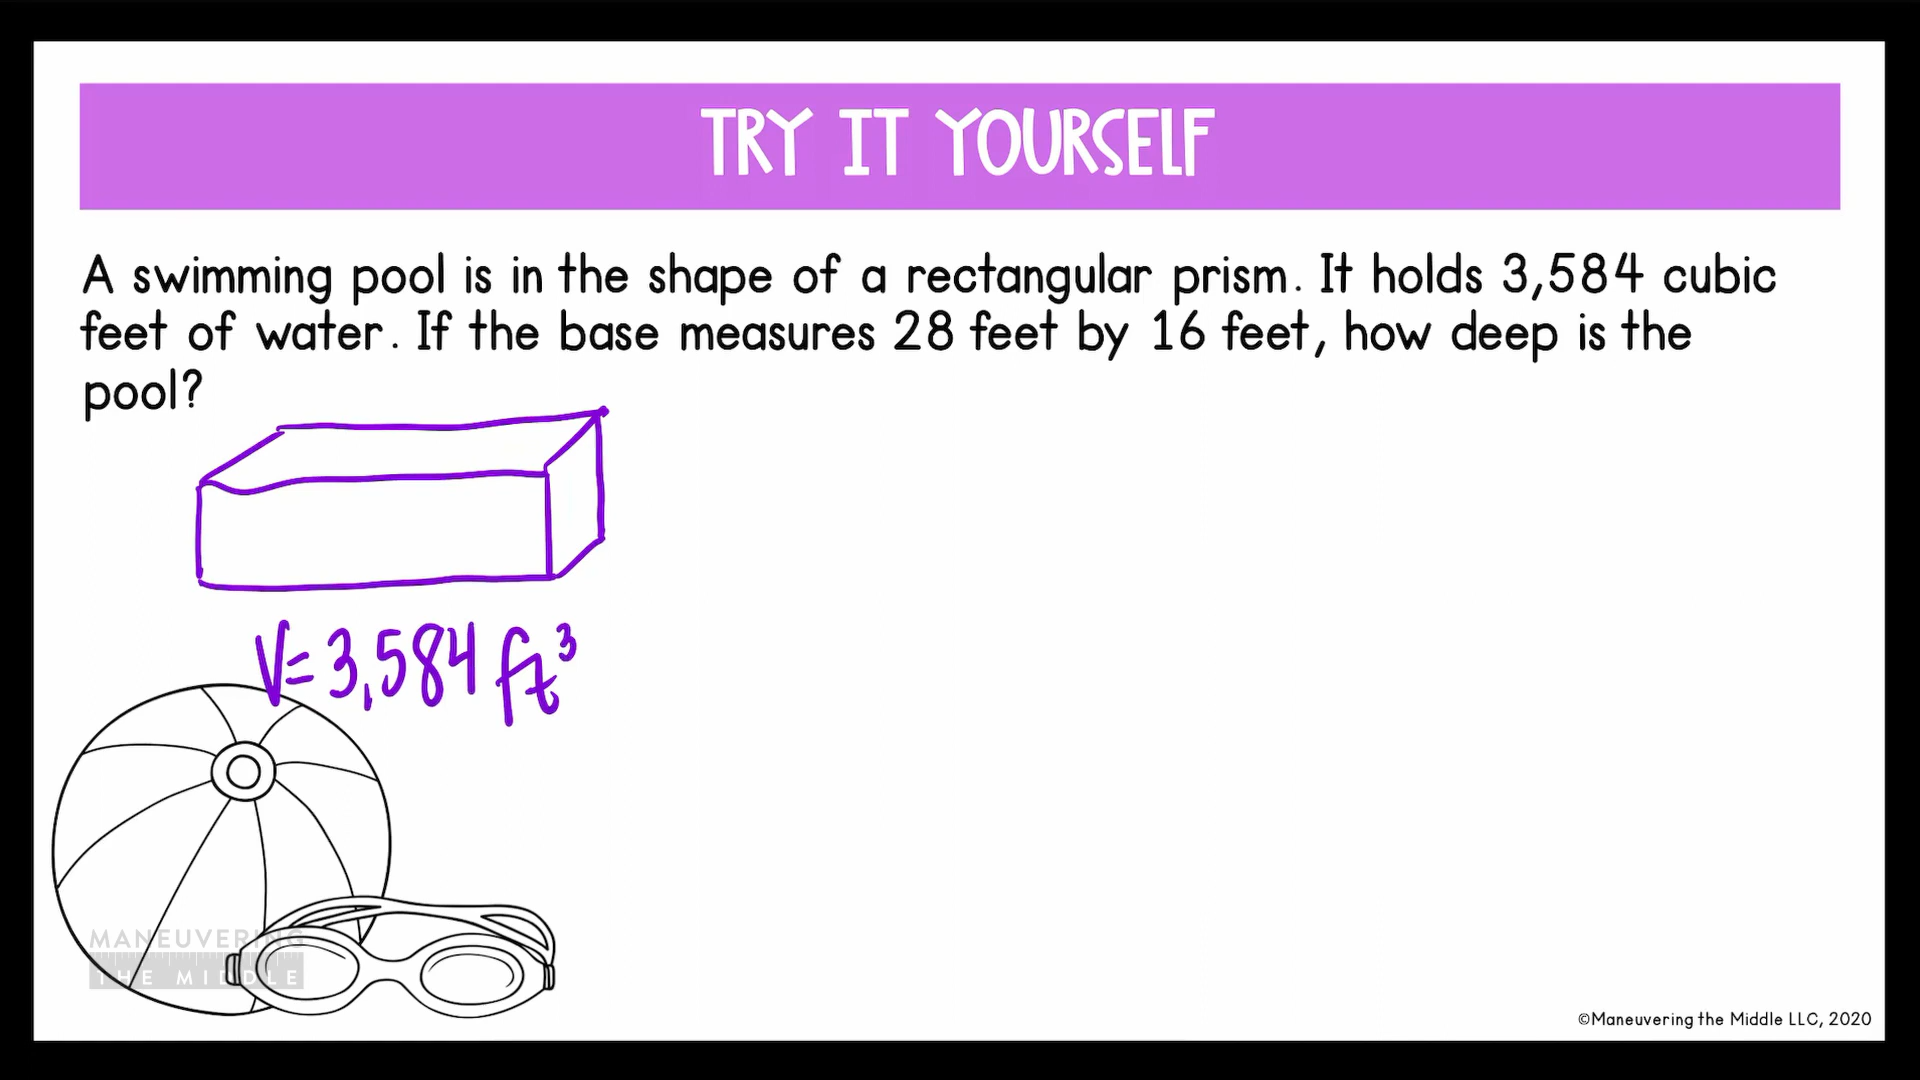 TRY IT YOURSELF
A swimming pool is in the shape of a rectangular prism. It holds 3,584 cubic
feet of water. If the base measures 28 feet by 16 feet, how deep is the
pool?
V= 3,584 ft³
MANEUVERING
THE MIDDLE
©Maneuvering the Middle LLC, 2020